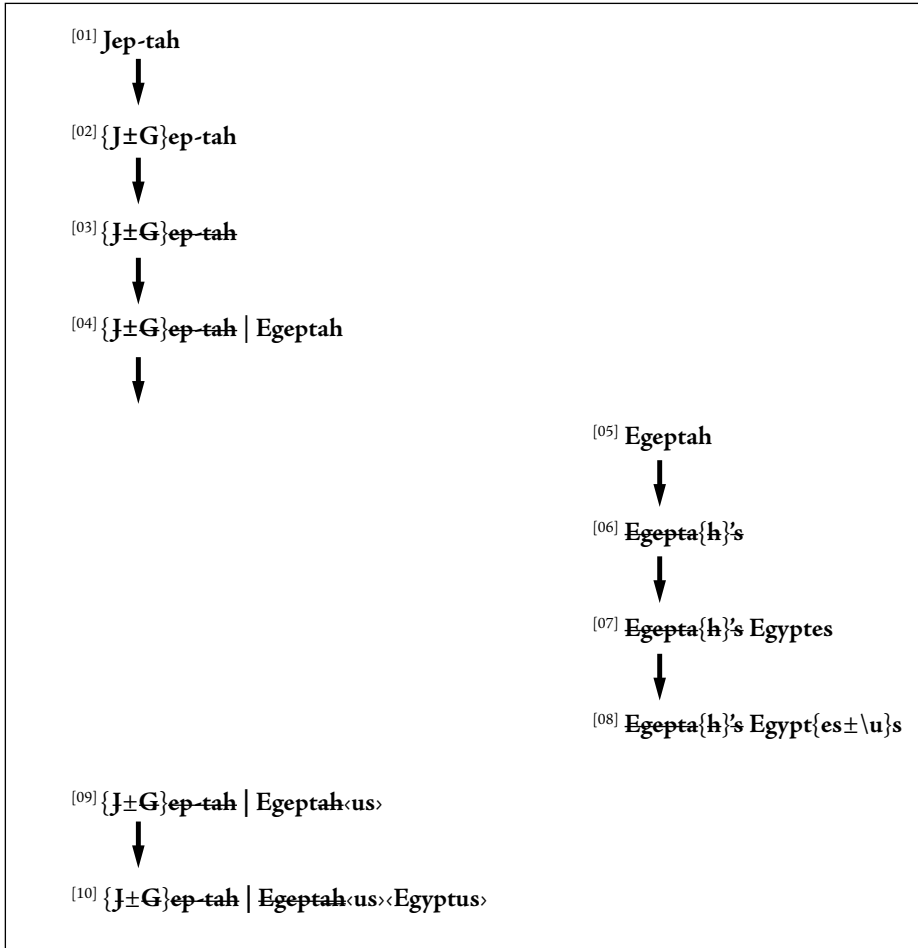 [01] Jep-tah
[02] {J±G}ep-tah
[03] {J±G}ep-tah
[04] {J±G}ep-tah | Egeptah
[05] Egeptah
[06] Egepta{h}’s
[07] Egepta{h}’s Egyptes
[08] Egepta{h}’s Egypt{es±\u}s
[09] {J±G}ep-tah | Egeptah‹us›
[10] {J±G}ep-tah | Egeptah‹us›‹Egyptus›